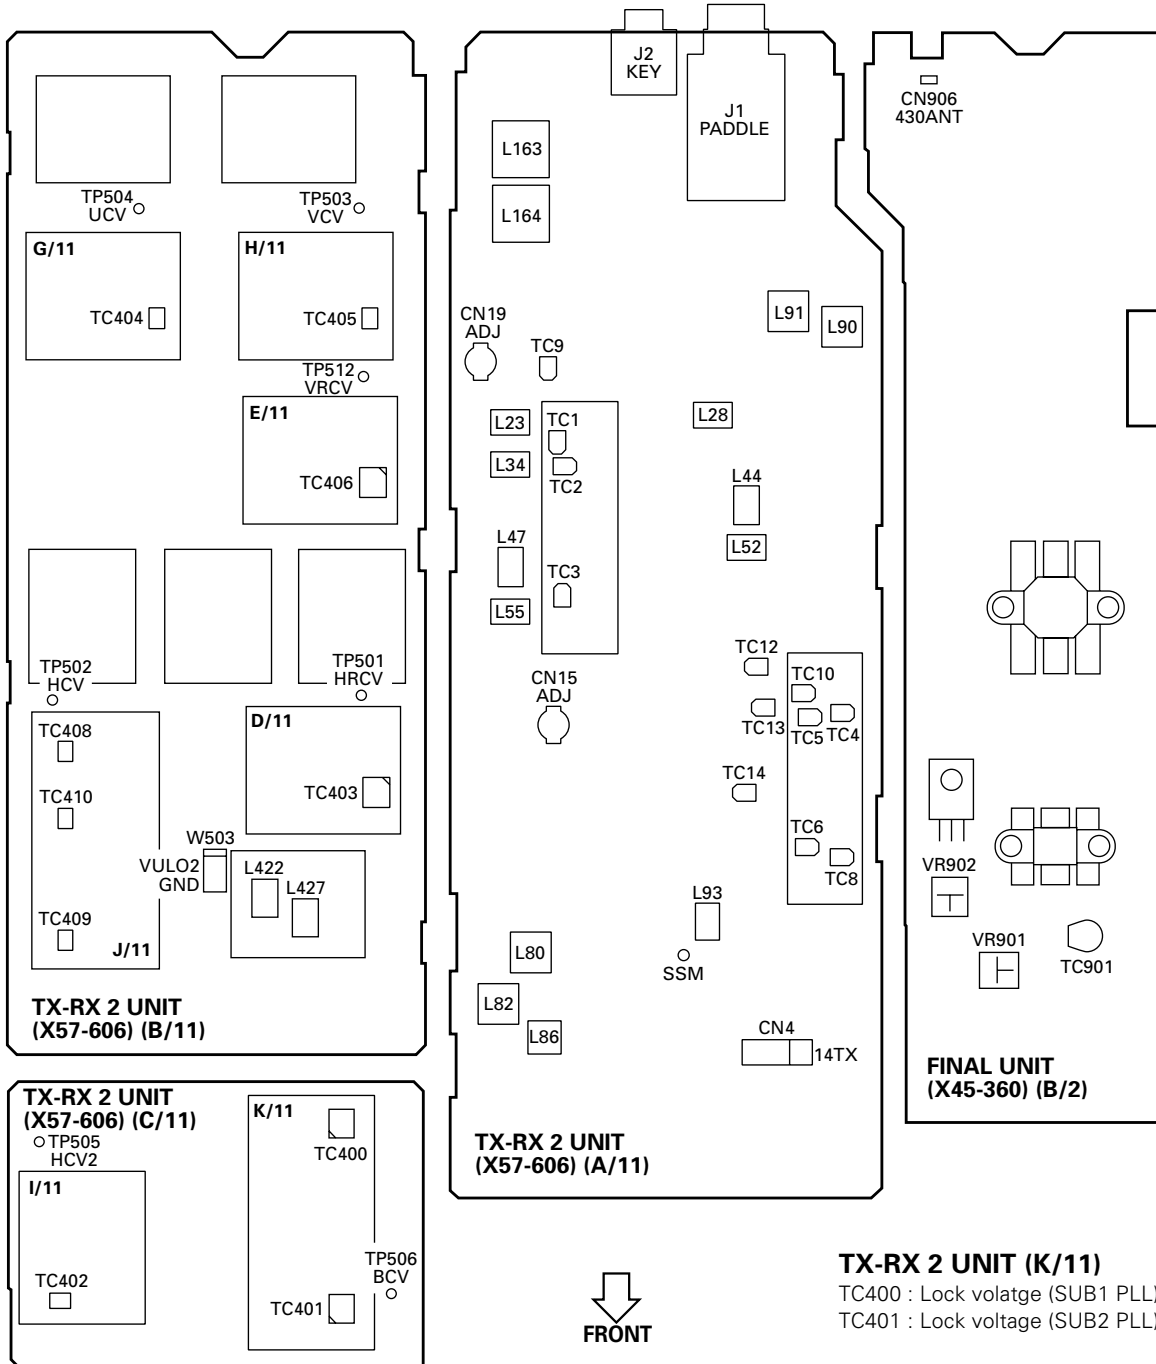 TP504
UCV
TP503
VCV
G/11
TC404
H/11
TC405
TP512
VRCV
E/11
TC406
TP502
HCV
TP501
HRCV
TC408
TC410
TC409
J/11
D/11
TC403
W503
VULO2
GND
L422
L427
TX-RX 2 UNIT
(X57-606) (B/11)
TX-RX 2 UNIT
(X57-606) (C/11)
TP505
HCV2
I/11
TC402
K/11
TC400
TC401
TP506
BCV
J2
KEY
J1
PADDLE
L163
L164
L91
L90
CN19
ADJ
TC9
L23
L34
TC1
TC2
L28
L44
L52
L47
L55
TC3
CN15
ADJ
TC12
TC13
TC10
TC5
TC4
TC14
TC6
TC8
L93
SSM
L80
L82
L86
CN4
14TX
TX-RX 2 UNIT
(X57-606) (A/11)
FRONT
CN906
430ANT
VR902
VR901
TC901
FINAL UNIT
(X45-360) (B/2)
TX-RX 2 UNIT (K/11)
TC400 : Lock volatge (SUB1 PLL)
TC401 : Lock voltage (SUB2 PLL)